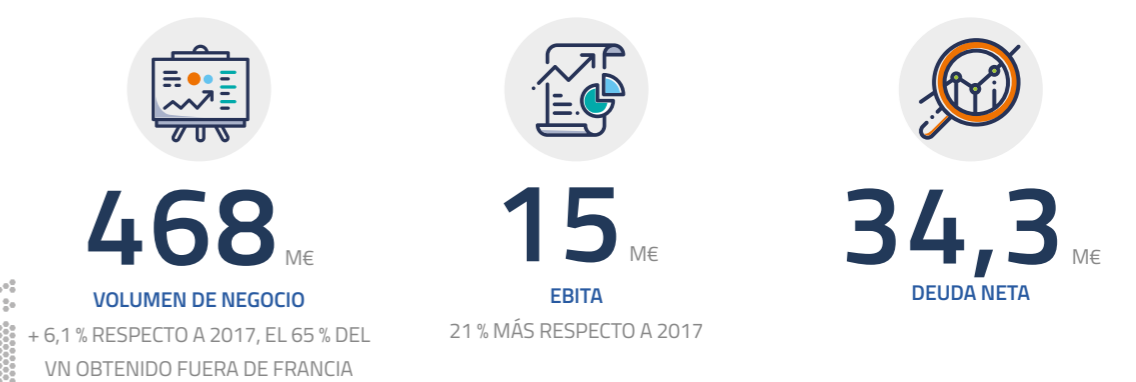 468 M€
VOLUMEN DE NEGOCIO
+ 6,1 % RESPECTO A 2017, EL 65 % DEL
VN OBTENIDO FUERA DE FRANCIA
15 M€
EBITA
21 % MÁS RESPECTO A 2017
34,3 M€
DEUDA NETA